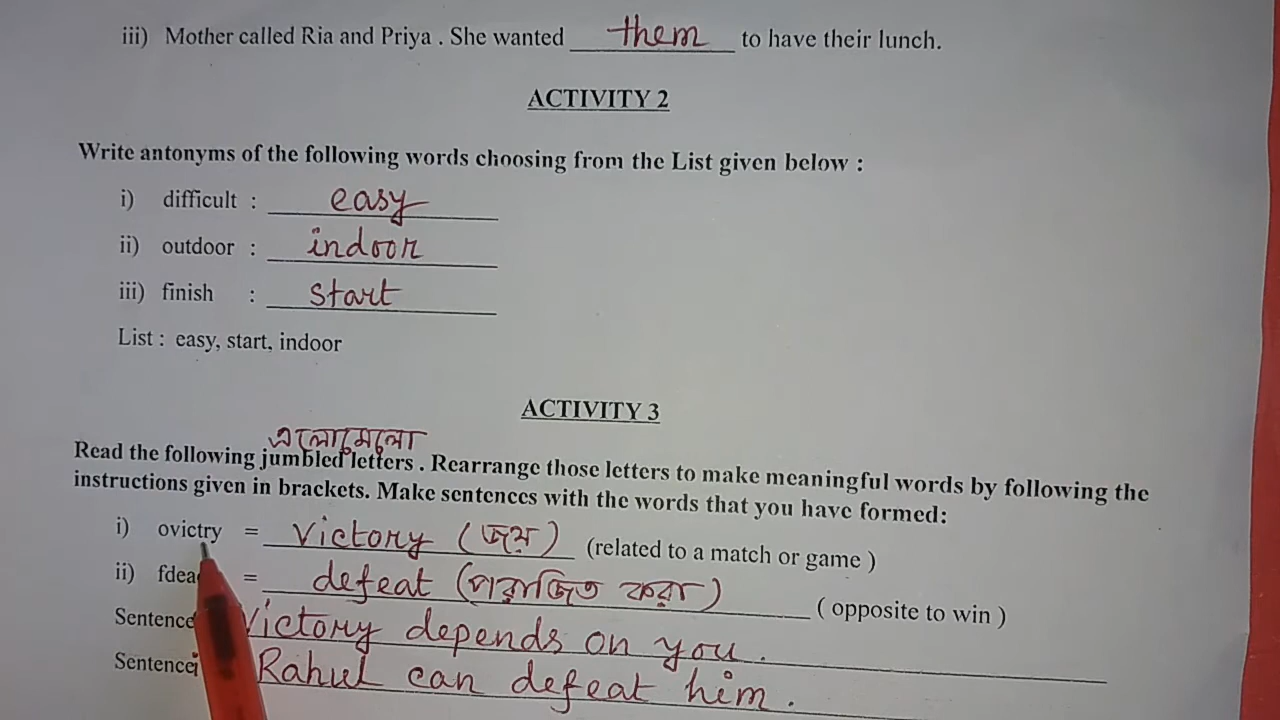 iii) Mother called Ria and Priya . She wanted them to have their lunch.
ACTIVITY 2
Write antonyms of the following words choosing from the List given below :
i) difficult : easy
ii) outdoor : indoor
iii) finish : start
List : easy, start, indoor
ACTIVITY 3
এলোমেলো
Read the following jumbled letters . Rearrange those letters to make meaningful words by following the
instructions given in brackets. Make sentences with the words that you have formed:
i) ovictry = Victory (জয়) (related to a match or game )
ii) = defeat (পরাজিত করা) ( opposite to win )
Sentence Victory depends on you.
Sentence Rahul can defeat him.